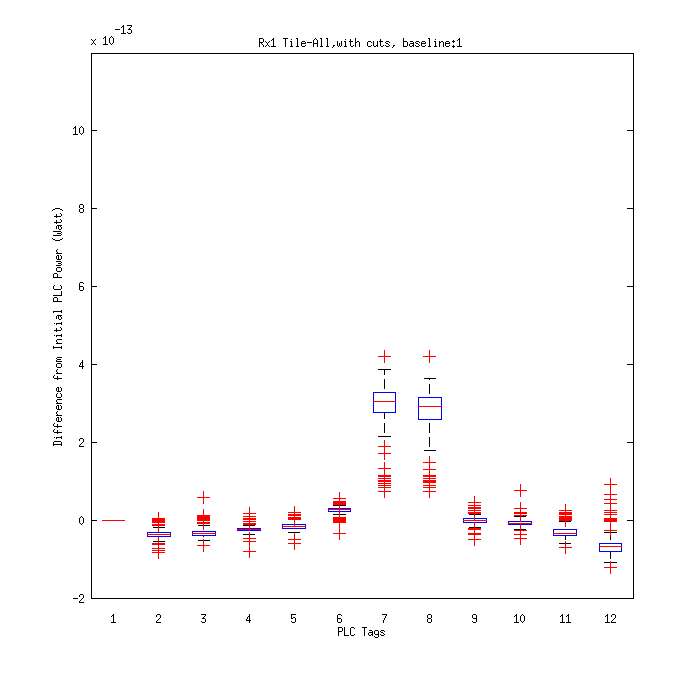 x 10-13
Rx1 Tile-All,with cuts, baseline:1
10
8
6
4
2
0
-2
Difference from Initial PLC Power (Watt)
1 2 3 4 5 6 7 8 9 10 11 12
PLC Tags